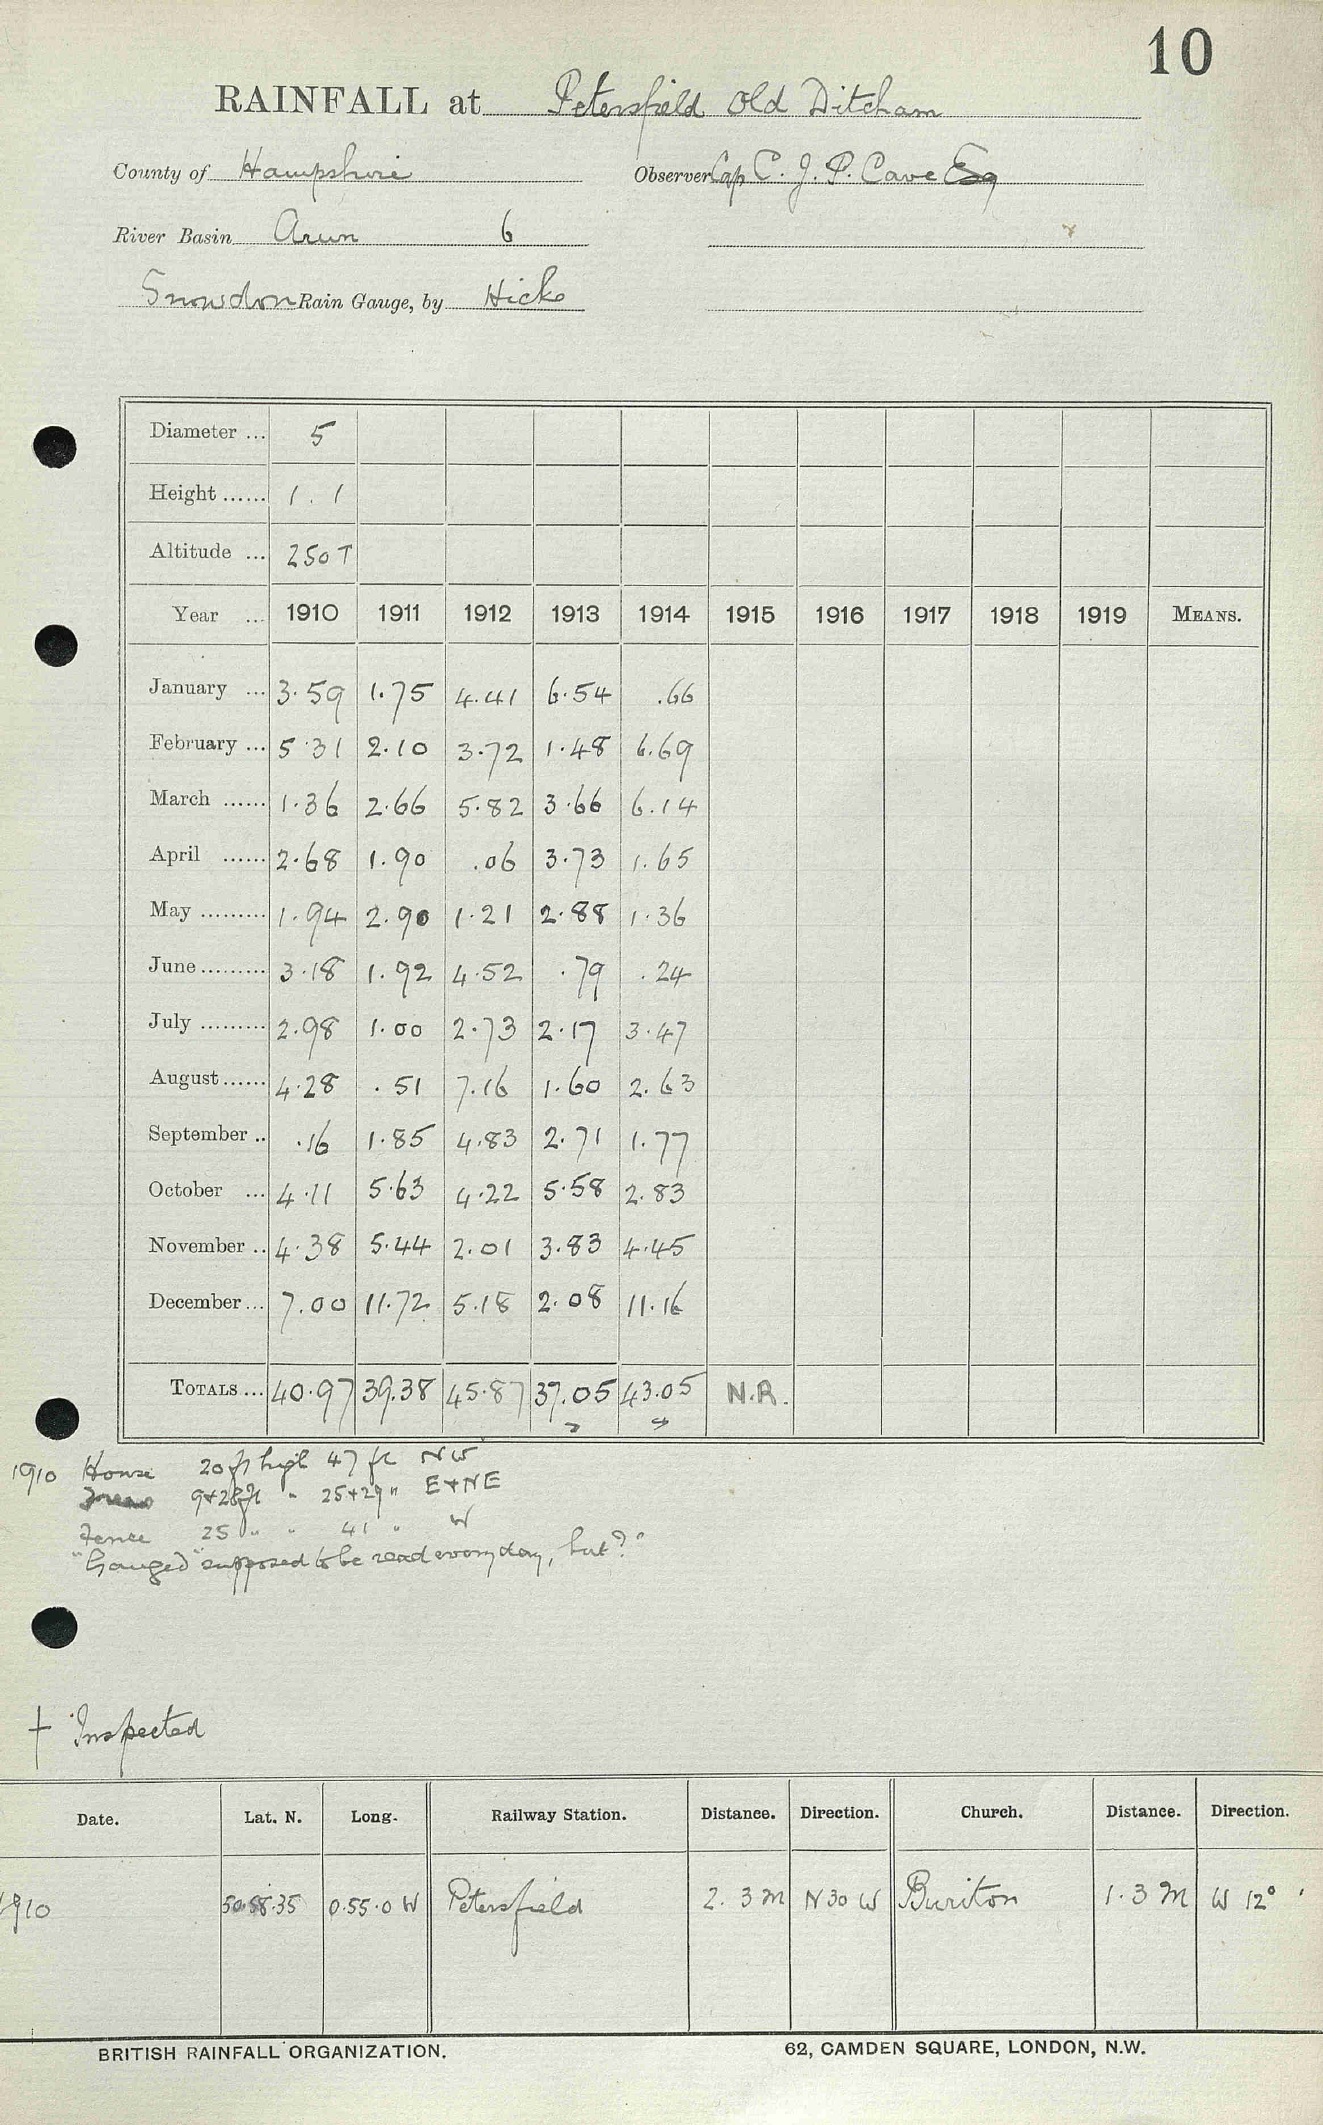 10
RAINFALL at Petersfield Old Ditcham
County of Hampshire Observer Cap C. J. P. Cave Esq
River Basin Arun 6
Snowdon Rain Gauge, by Hicks
Diameter ... 5
Height ...... 1.1
Altitude ... 250 T
Year ... 1910 1911 1912 1913 1914 1915 1916 1917 1918 1919 MEANS.
January ... 3.59 1.75 4.41 6.54 .66
February ... 5.31 2.10 3.72 1.48 6.69
March ...... 1.36 2.66 5.82 3.66 6.14
April ...... 2.68 1.90 .06 3.73 1.65
May ......... 1.94 2.90 1.21 2.88 1.36
June ......... 3.18 1.92 4.52 .79 .24
July ......... 2.98 1.00 2.73 2.17 3.47
August ...... 4.28 .51 7.16 1.60 2.63
September .. .16 1.85 4.83 2.71 1.77
October ... 4.11 5.63 4.22 5.58 2.83
November .. 4.38 5.44 2.01 3.83 4.45
December ... 7.00 11.72 5.18 2.08 11.16
TOTALS ... 40.97 39.38 45.87 37.05 43.05 N.R.
1910 House 20 ft high 47 ft NW
9+28ft " 25+29 " E+NE
Fence 25 " " 41 " W
"Gauged" supposed to be read every day, but?"
† Inspected
Date. Lat. N. Long. Railway Station. Distance. Direction. Church. Distance. Direction.
1910 50.58.35 0.55.0 W Petersfield 2.3 M N 30 W Buriton 1.3 M W 12°
BRITISH RAINFALL ORGANIZATION. 62, CAMDEN SQUARE, LONDON, N.W.